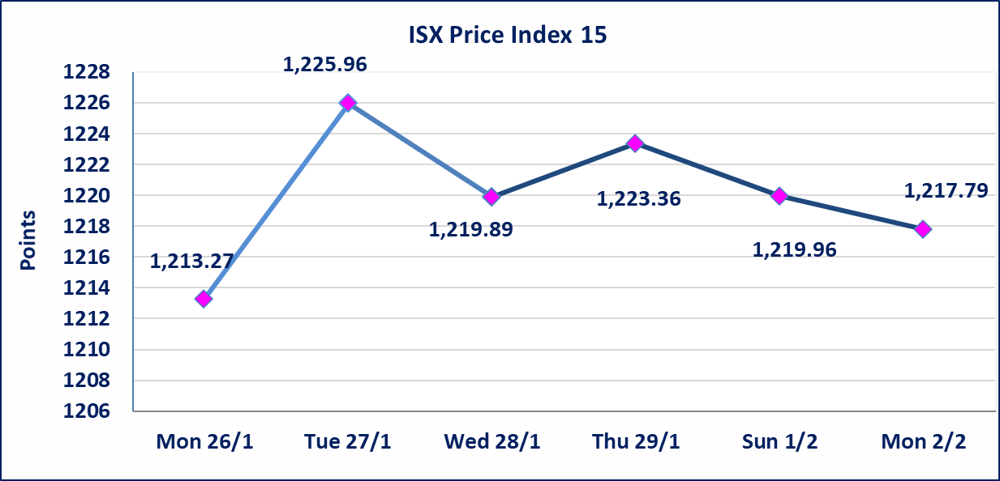 ISX Price Index 15
1,225.96
1228
1226
1224
1222
1220
1218
1216
1214
1212
1210
1208
1206
Points
1,213.27
1,219.89
1,223.36
1,219.96
1,217.79
Mon 26/1
Tue 27/1
Wed 28/1
Thu 29/1
Sun 1/2
Mon 2/2